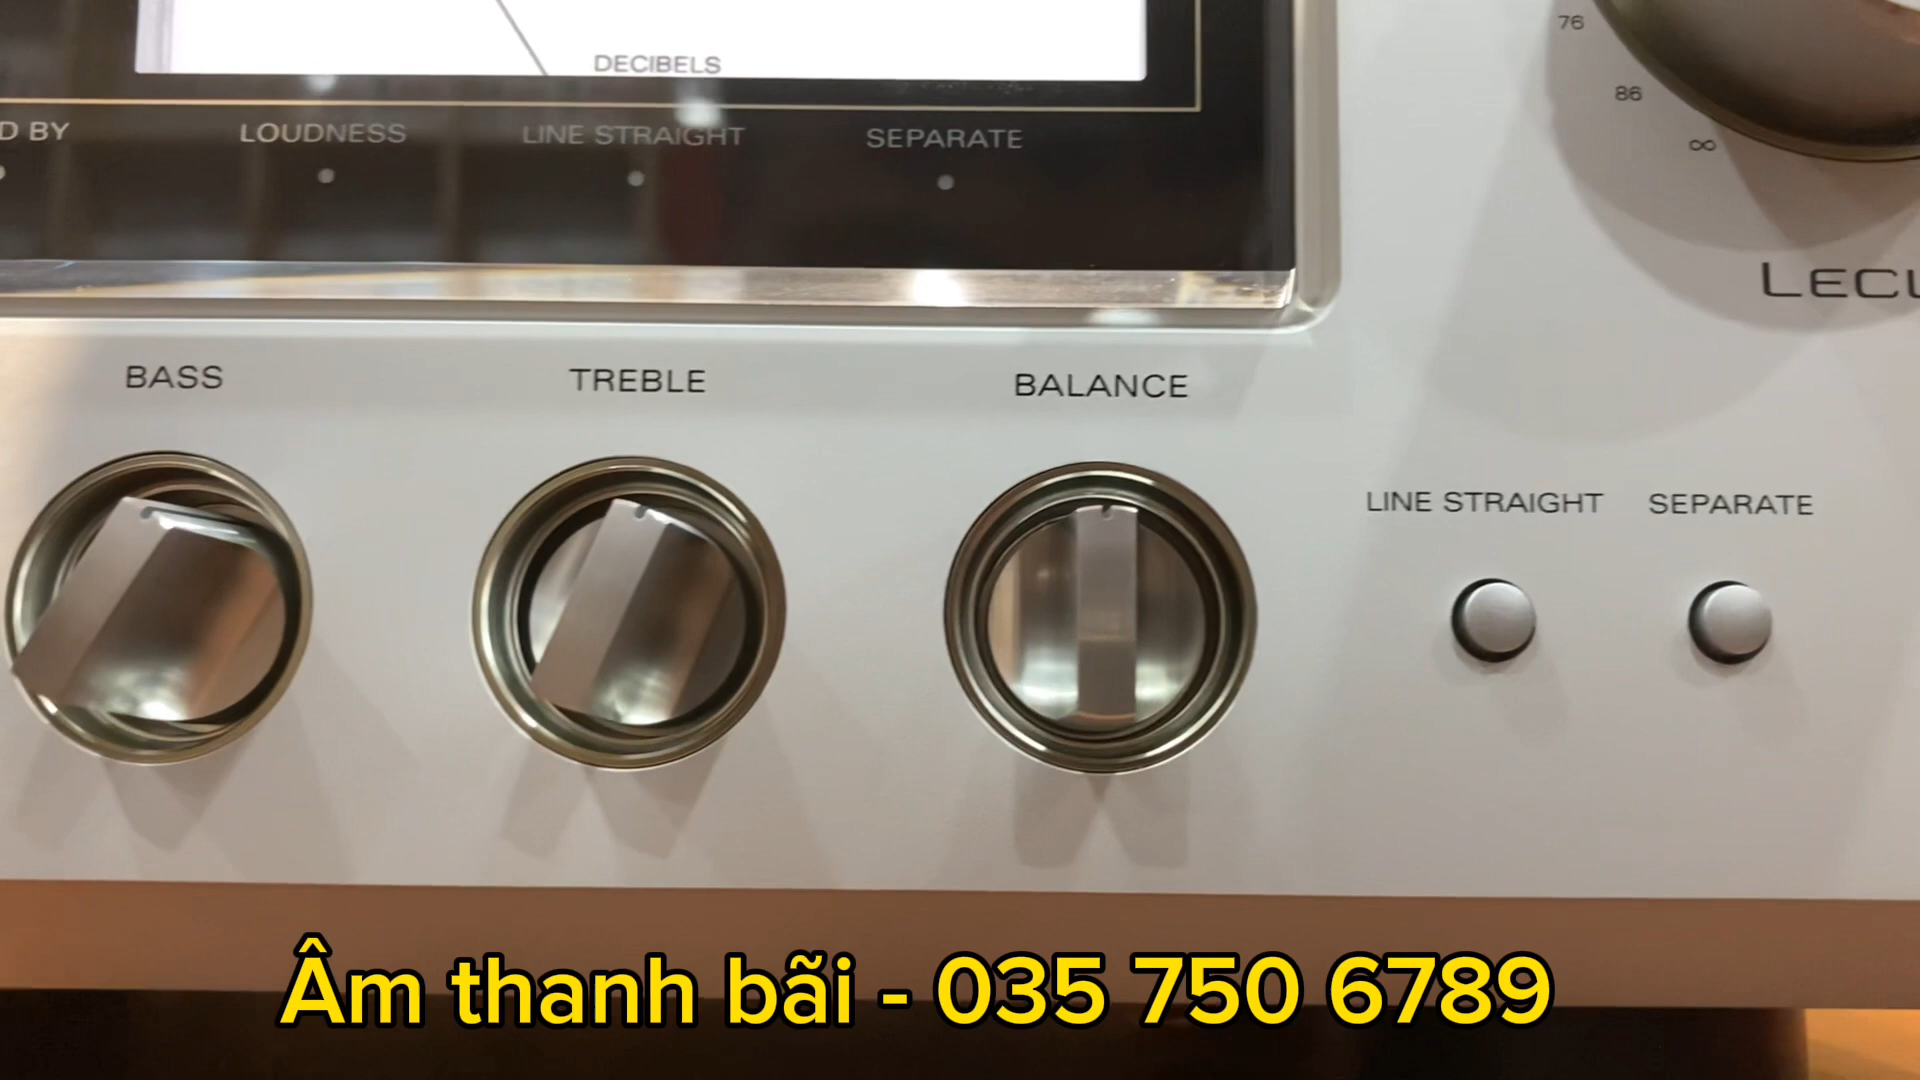 DECIBELS
D BY LOUDNESS LINE STRAIGHT SEPARATE
76
86
∞
LECU
BASS TREBLE BALANCE
LINE STRAIGHT SEPARATE
Âm thanh bãi - 035 750 6789